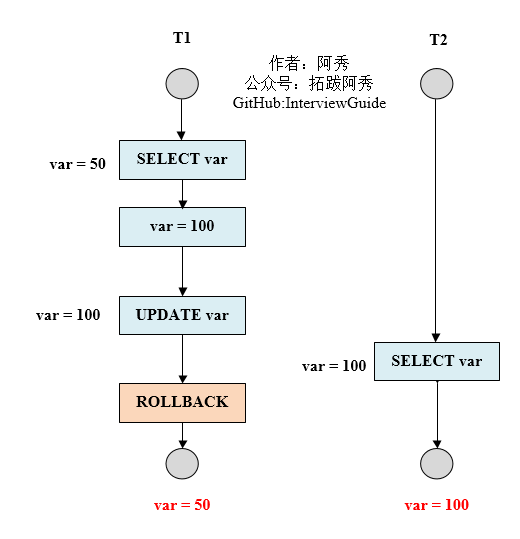 T1
T2
作者：阿秀
公众号：拓跋阿秀
GitHub:InterviewGuide
var = 50
SELECT var
var = 100
var = 100
UPDATE var
var = 100
SELECT var
ROLLBACK
var = 50
var = 100